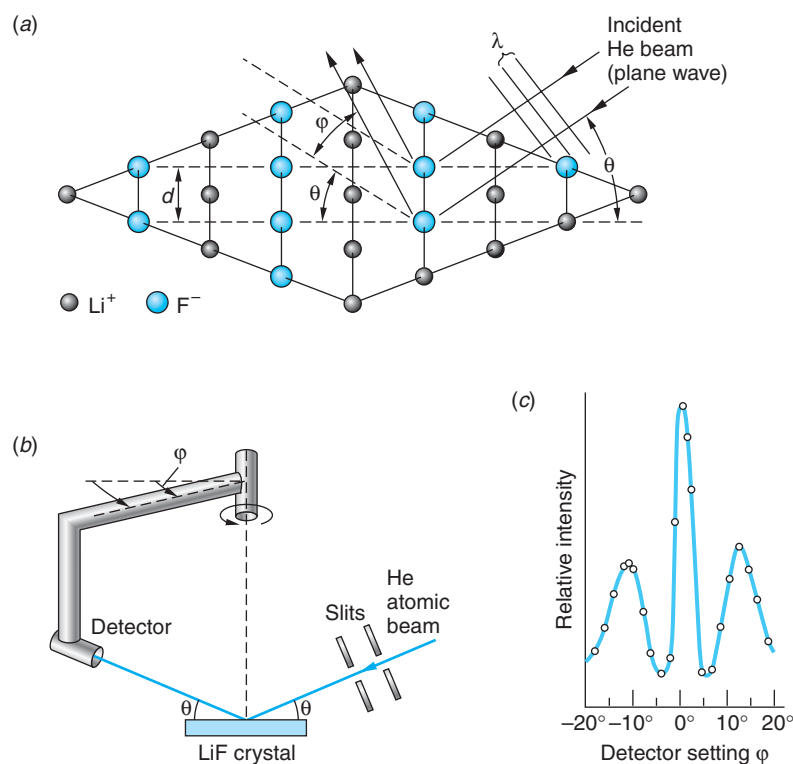 (a)
λ
Incident
He beam
(plane wave)
φ
θ
θ
d
Li⁺
F⁻
(b)
φ
Detector
Slits
He
atomic
beam
θ
θ
LiF crystal
(c)
Relative intensity
–20° –10° 0° 10° 20°
Detector setting φ